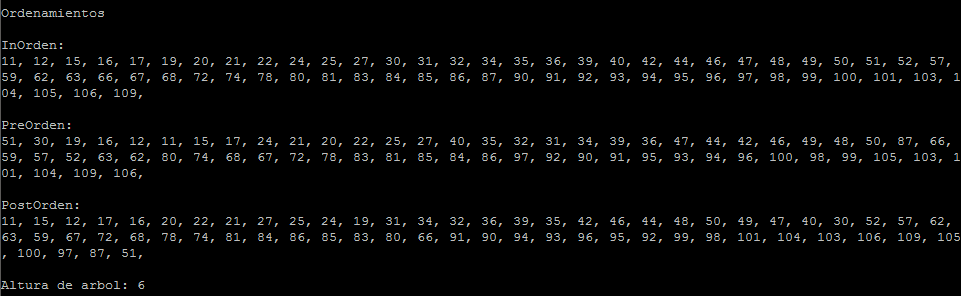 Ordenamientos
InOrden:
11, 12, 15, 16, 17, 19, 20, 21, 22, 24, 25, 27, 30, 31, 32, 34, 35, 36, 39, 40, 42, 44, 46, 47, 48, 49, 50, 51, 52, 57,
59, 62, 63, 66, 67, 68, 72, 74, 78, 80, 81, 83, 84, 85, 86, 87, 90, 91, 92, 93, 94, 95, 96, 97, 98, 99, 100, 101, 103, 1
04, 105, 106, 109,
PreOrden:
51, 30, 19, 16, 12, 11, 15, 17, 24, 21, 20, 22, 25, 27, 40, 35, 32, 31, 34, 39, 36, 47, 44, 42, 46, 49, 48, 50, 87, 66,
59, 57, 52, 63, 62, 80, 74, 68, 67, 72, 78, 83, 81, 85, 84, 86, 97, 92, 90, 91, 95, 93, 94, 96, 100, 98, 99, 105, 103, 1
01, 104, 109, 106,
PostOrden:
11, 15, 12, 17, 16, 20, 22, 21, 27, 25, 24, 19, 31, 34, 32, 36, 39, 35, 42, 46, 44, 48, 50, 49, 47, 40, 30, 52, 57, 62,
63, 59, 67, 72, 68, 78, 74, 81, 84, 86, 85, 83, 80, 66, 91, 90, 94, 93, 96, 95, 92, 99, 98, 101, 104, 103, 106, 109, 105
, 100, 97, 87, 51,
Altura de arbol: 6